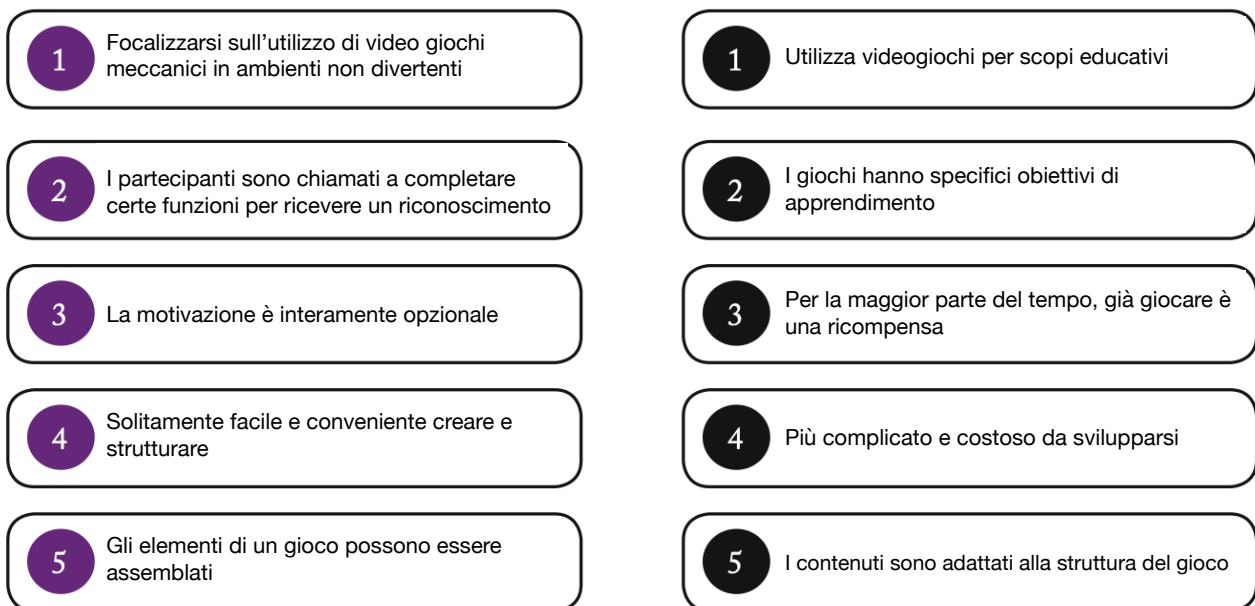 1
Focalizzarsi sull’utilizzo di video giochi
meccanici in ambienti non divertenti
2
I partecipanti sono chiamati a completare
certe funzioni per ricevere un riconoscimento
3
La motivazione è interamente opzionale
4
Solitamente facile e conveniente creare e
strutturare
5
Gli elementi di un gioco possono essere
assemblati
1
Utilizza videogiochi per scopi educativi
2
I giochi hanno specifici obiettivi di
apprendimento
3
Per la maggior parte del tempo, già giocare è
una ricompensa
4
Più complicato e costoso da svilupparsi
5
I contenuti sono adattati alla struttura del gioco